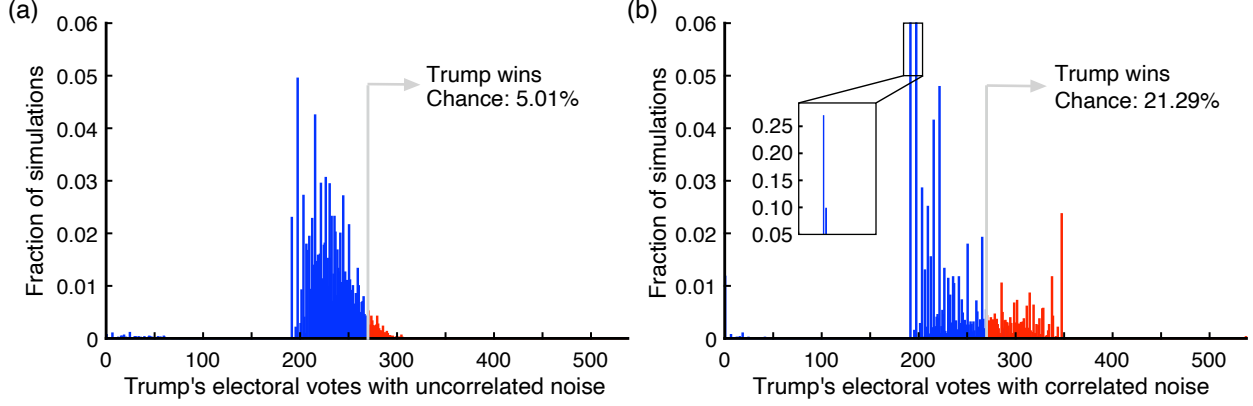 (a)
0.06
0.05
0.04
0.03
0.02
0.01
0
Fraction of simulations
Trump wins
Chance: 5.01%
0 100 200 300 400 500
Trump's electoral votes with uncorrelated noise
(b)
0.06
0.05
0.04
0.03
0.02
0.01
0
Fraction of simulations
0.25
0.20
0.15
0.10
0.05
Trump wins
Chance: 21.29%
0 100 200 300 400 500
Trump's electoral votes with correlated noise